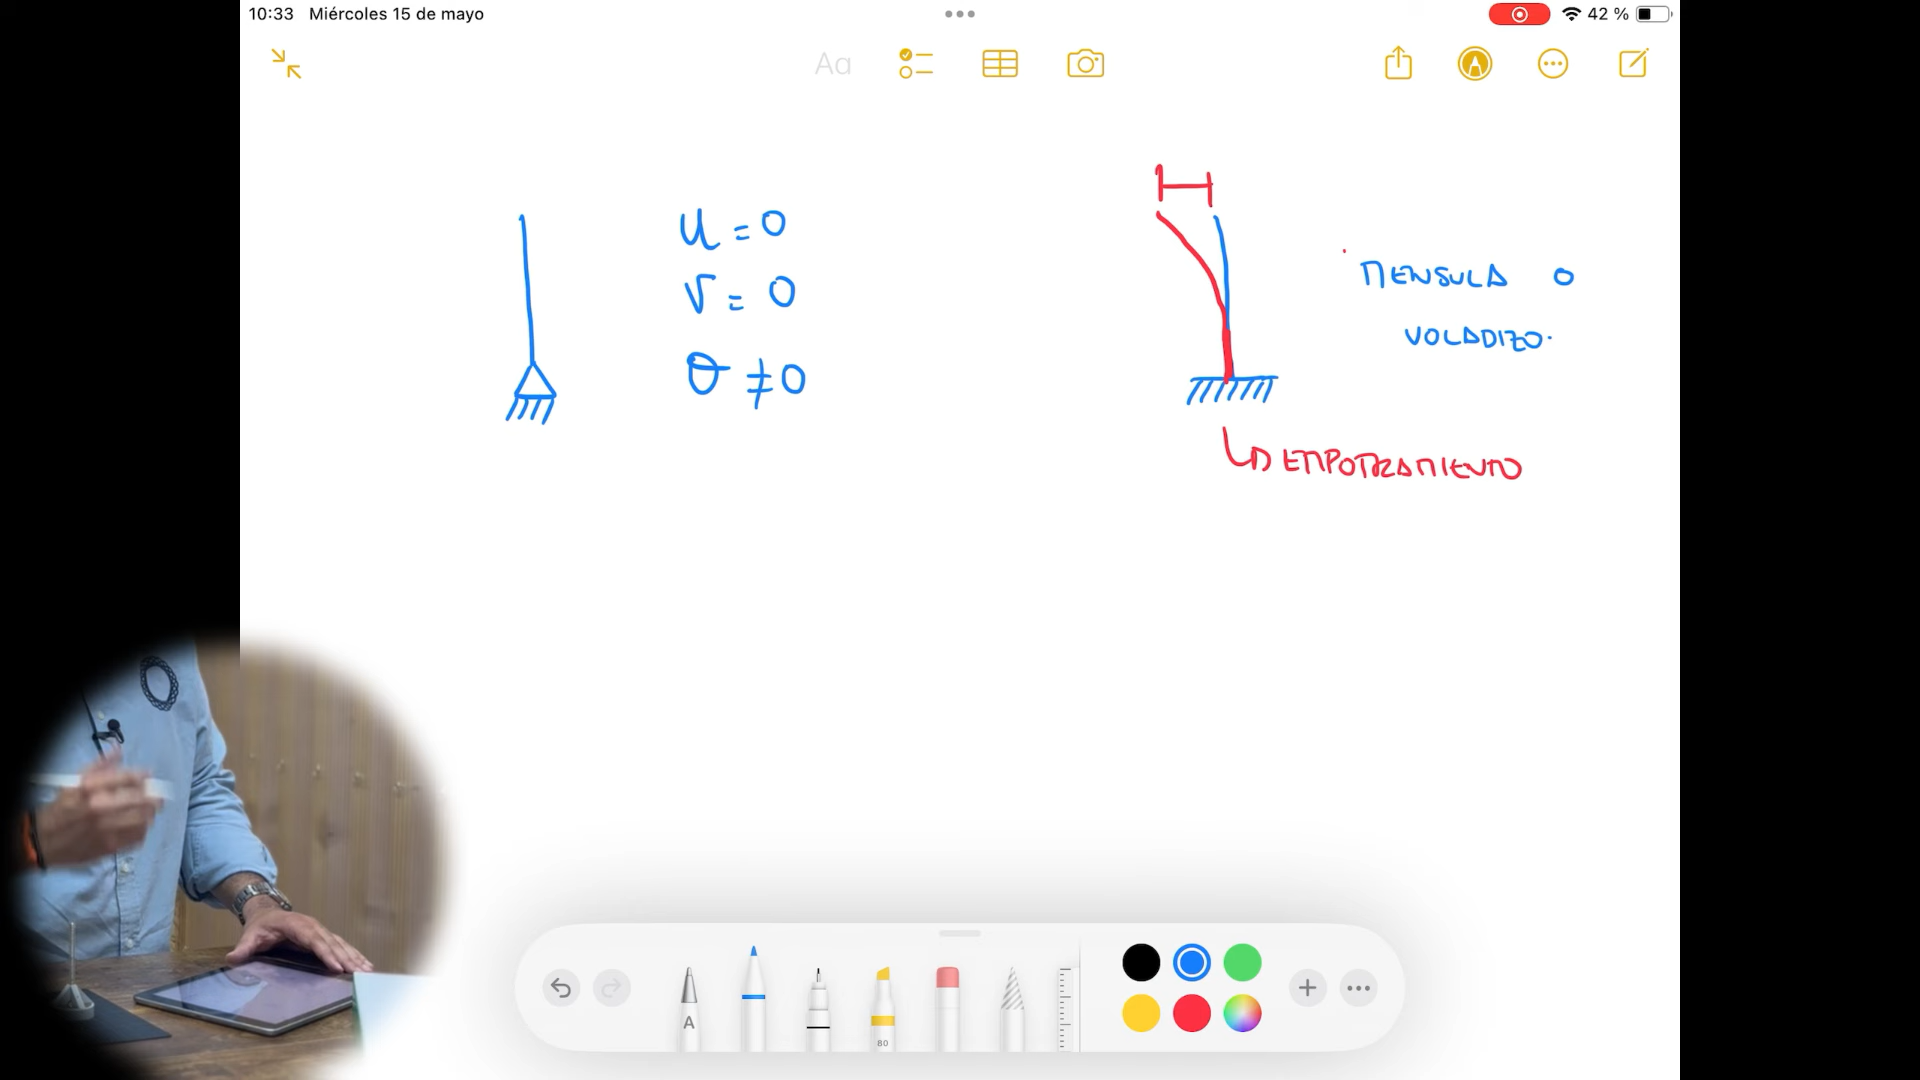 10:33 Miércoles 15 de mayo
42 %
Aa
u = 0
v = 0
θ ≠ 0
MENSULA O
VOLADIZO.
EMPOTRAMIENTO
A
80